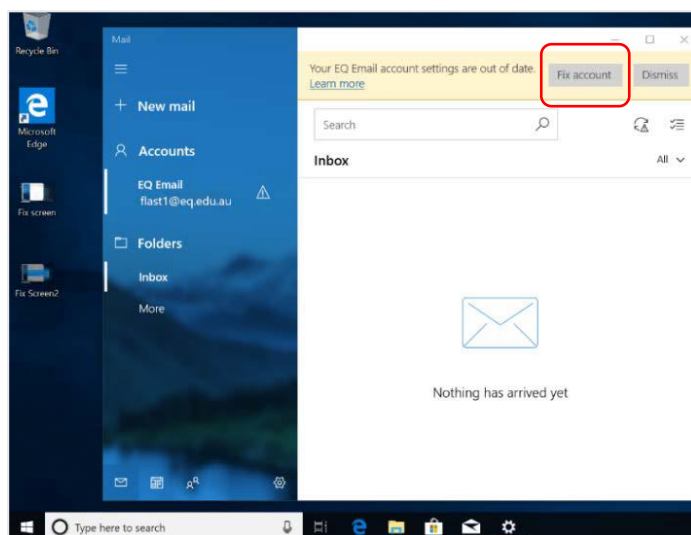 Recycle Bin
Microsoft
Edge
Fix screen
Fix Screen2
Mail
New mail
Accounts
EQ Email
flast1@eq.edu.au
Folders
Inbox
More
Your EQ Email account settings are out of date.
Learn more
Fix account
Dismiss
Search
Inbox
All
Nothing has arrived yet
Type here to search